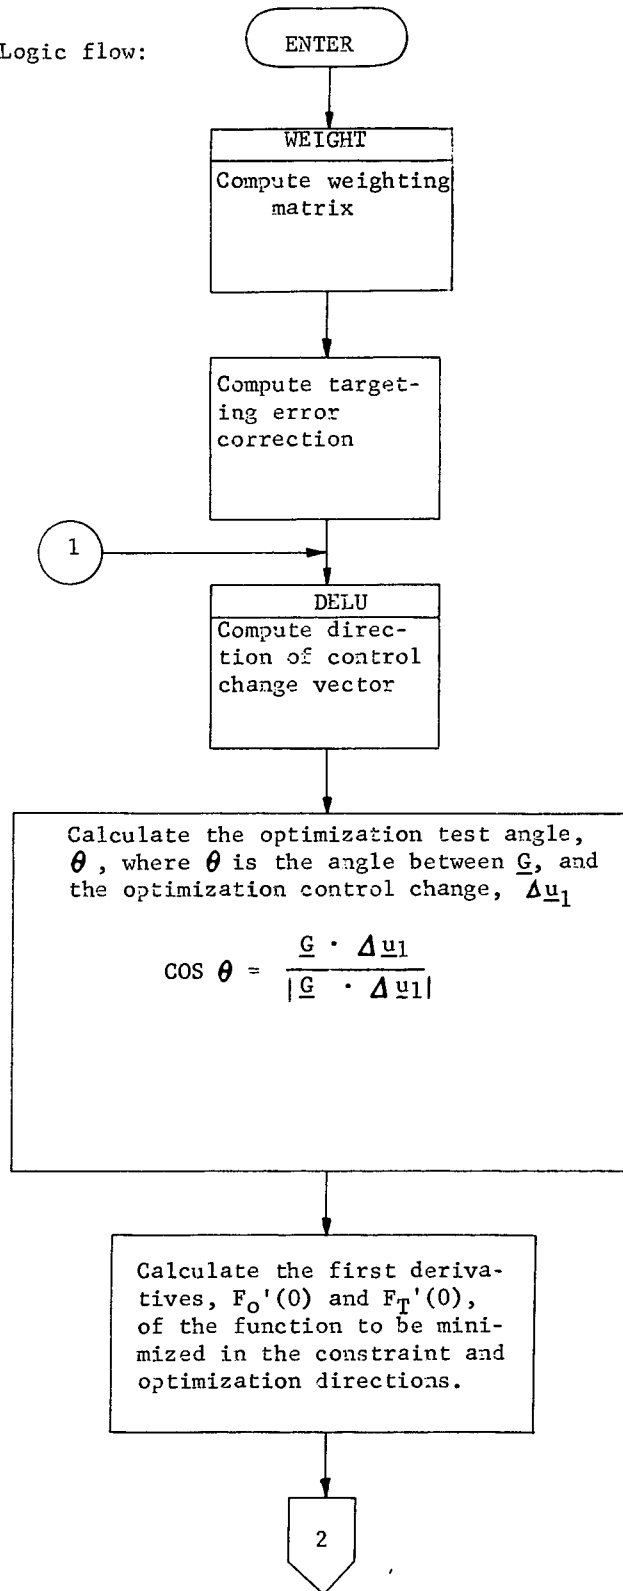 Logic flow:
ENTER
WEIGHT
Compute weighting
matrix
Compute target-
ing error
correction
1
DELU
Compute direc-
tion of control
change vector
Calculate the optimization test angle,
θ, where θ is the angle between G, and
the optimization control change, Δu1
COS θ = G · Δu1 / |G · Δu1|
Calculate the first deriva-
tives, Fo'(0) and FT'(0),
of the function to be mini-
mized in the constraint and
optimization directions.
2